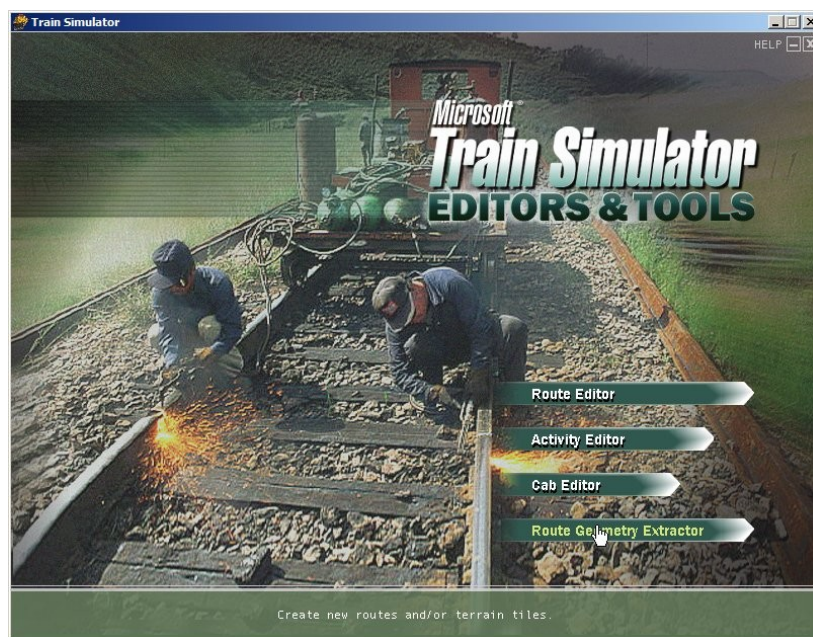 Train Simulator
HELP
Microsoft
Train Simulator
EDITORS & TOOLS
Route Editor
Activity Editor
Cab Editor
Route Geometry Extractor
Create new routes and/or terrain tiles.